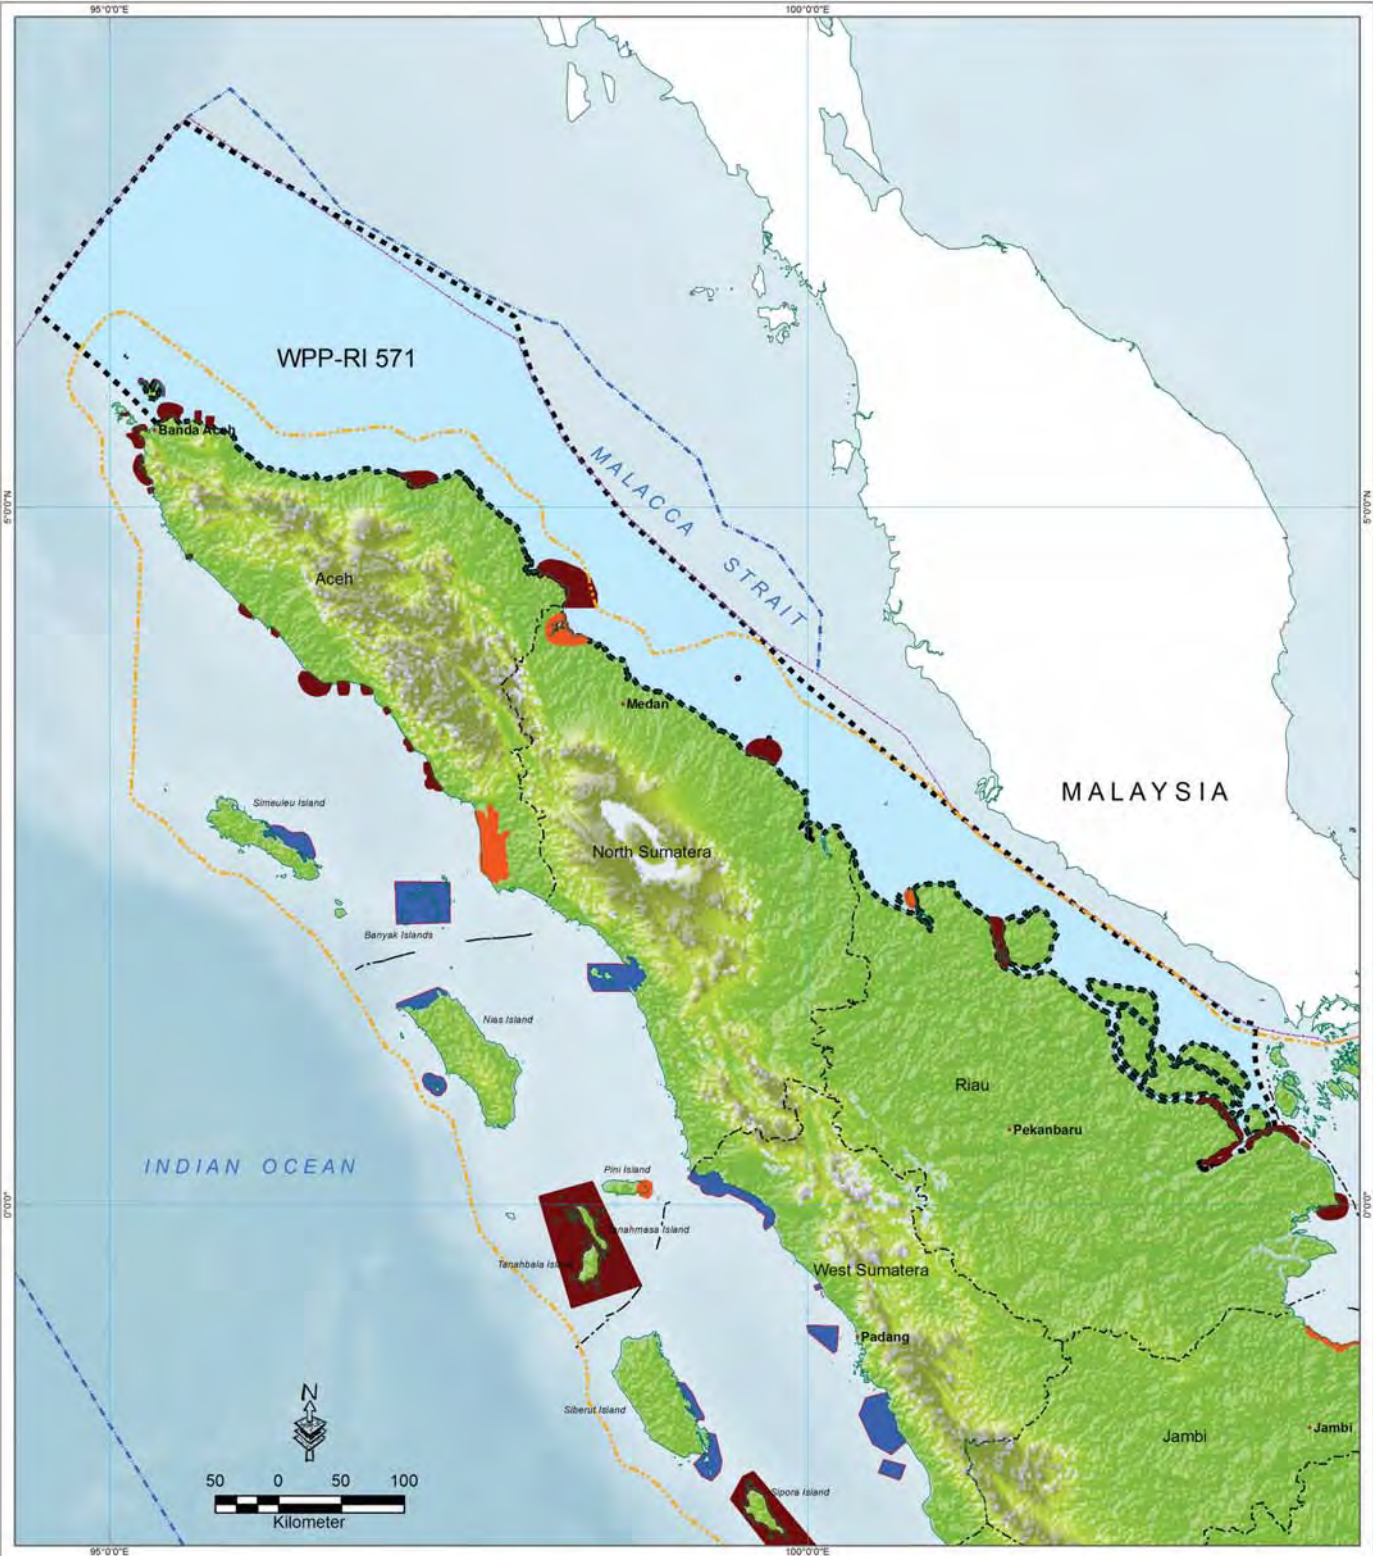 95°0'0"E
100°0'0"E
WPP-RI 571
Banda Aceh
MALACCA STRAIT
5°0'0"N
5°0'0"N
Aceh
Medan
MALAYSIA
Simeuleu Island
North Sumatera
Banyak Islands
Nias Island
Riau
Pekanbaru
INDIAN OCEAN
Pini Island
0°0'0"
0°0'0"
Tanahmasa Island
Tanahbala Isl
West Sumatera
Padang
N
Siberut Island
Jambi
Jambi
50 0 50 100
Kilometer
Sipora Island
95°0'0"E
100°0'0"E